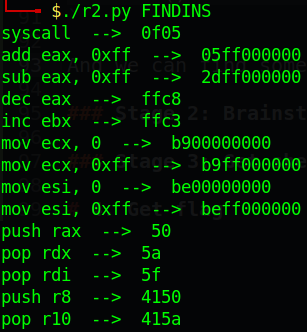 $./r2.py FINDINS
syscall --> 0f05
add eax, 0xff --> 05ff000000
sub eax, 0xff --> 2dff000000
dec eax --> ffc8
inc ebx --> ffc3
mov ecx, 0 --> b900000000
mov ecx, 0xff --> b9ff000000
mov esi, 0 --> be00000000
mov esi, 0xff --> beff000000
push rax --> 50
pop rdx --> 5a
pop rdi --> 5f
push r8 --> 4150
pop r10 --> 415a